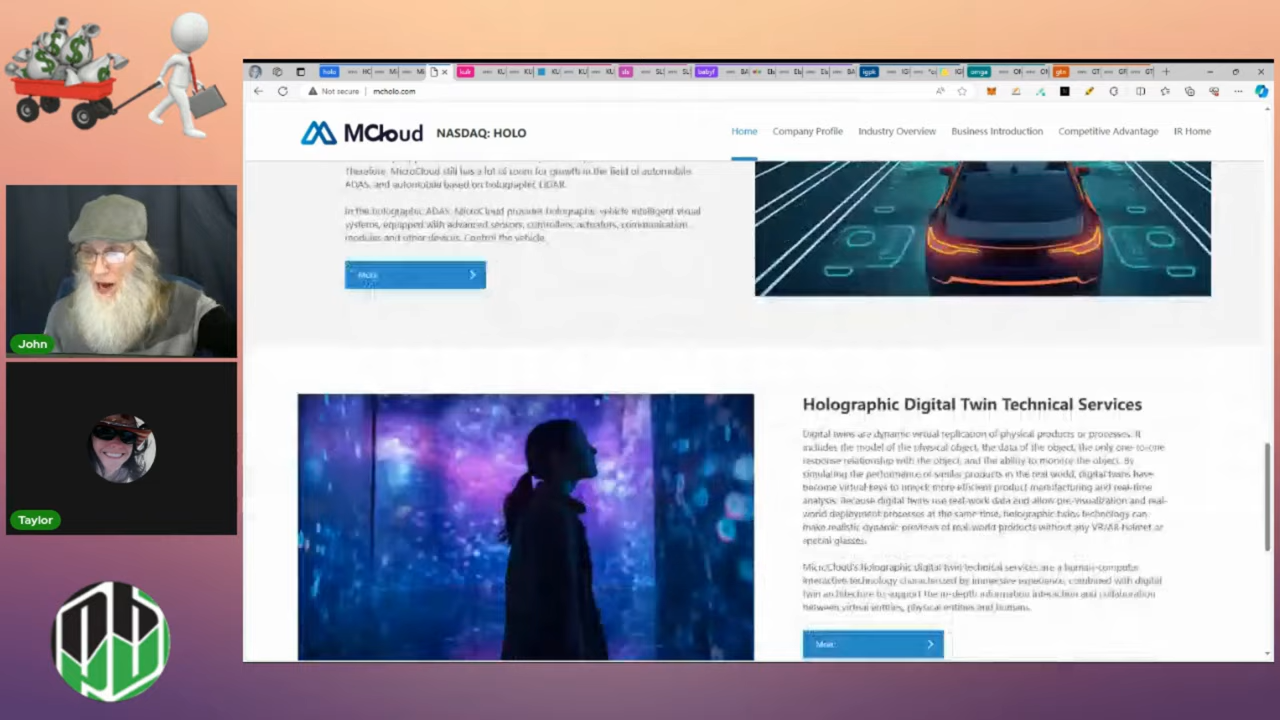 holo
kulr
sls
babyf
igpk
omga
gtn
Not secure
mcholo.com
MCloud
NASDAQ: HOLO
Home
Company Profile
Industry Overview
Business Introduction
Competitive Advantage
IR Home
Therefore, MicroCloud still has a lot of room for growth in the field of automobile
ADAS, and automobile based on holographic LiDAR.
In the holographic ADAS, MicroCloud provides holographic vehicle intelligent visual
systems, equipped with advanced sensors, controllers, actuators, communication
modules and other devices. Control the vehicle.
More
Holographic Digital Twin Technical Services
Digital twins are dynamic virtual replication of physical products or processes. It
includes the model of the physical object, the data of the object, the only one-to-one
response relationship with the object, and the ability to monitor the object. By
simulating the performance of similar products in the real world, digital twins have
become virtual keys to unlock more efficient product manufacturing and real-time
analysis. Because digital twins use real-work data and allow pre-visualization and real-
world deployment processes at the same time, holographic twins technology can
make realistic dynamic previews of real-world products without any VR/AR helmet or
special glasses.
MicroCloud's holographic digital twin technical services are a human-computer
interaction technology characterized by immersive experience, combined with digital
twin architecture to support the in-depth information interaction and collaboration
between virtual entities, physical entities and humans.
More
John
Taylor